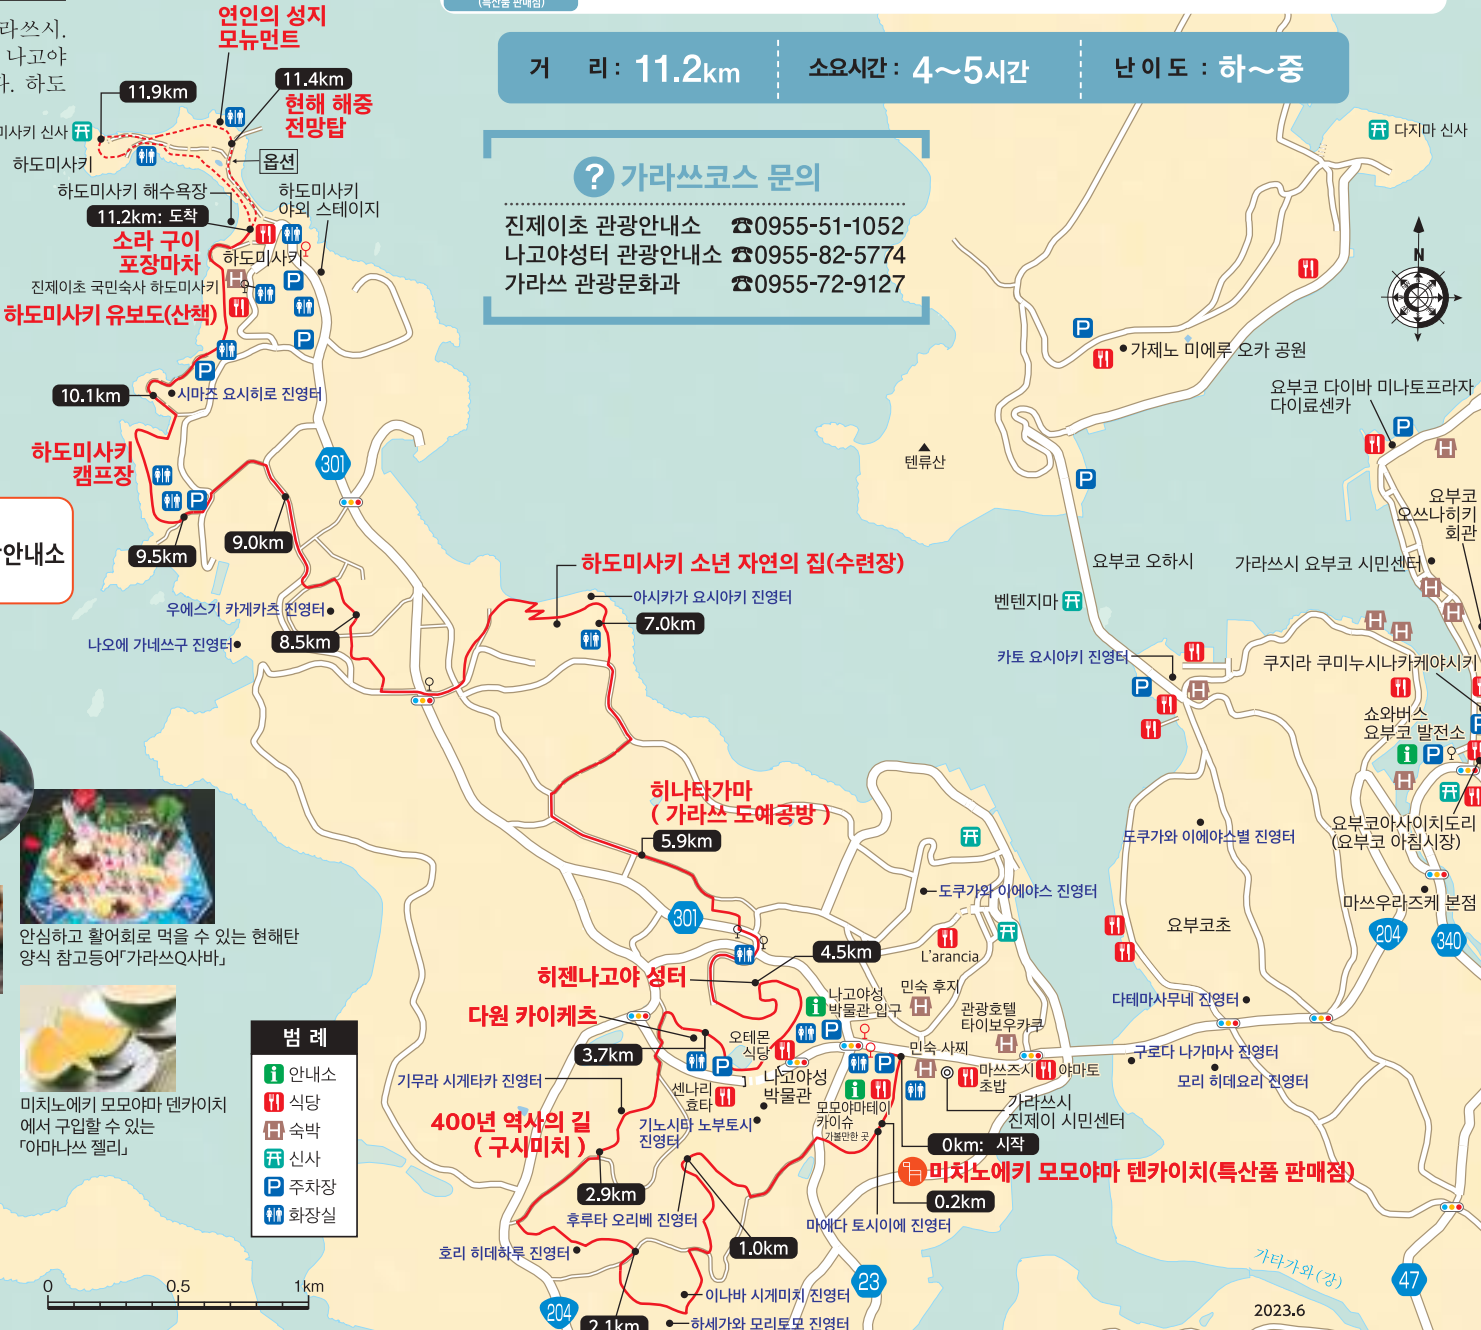 (특산품 판매점)
라쓰시.
나고야
다. 하도
거 리 : 11.2km
소요시간 : 4~5시간
난 이 도 : 하~중
? 가라쓰코스 문의
진제이초 관광안내소 ☎0955-51-1052
나고야성터 관광안내소 ☎0955-82-5774
가라쓰 관광문화과 ☎0955-72-9127
연인의 성지
모뉴먼트
11.9km
11.4km
현해 해중
전망탑
미사키 신사
하도미사키
옵션
하도미사키 해수욕장
하도미사키
야외 스테이지
11.2km: 도착
소라 구이
포장마차
하도미사키
진제이초 국민숙사 하도미사키
하도미사키 유보도(산책)
10.1km
시마즈 요시히로 진영터
하도미사키
캠프장
301
9.5km
9.0km
안내소
우에스기 카게카츠 진영터
8.5km
나오에 가네쓰구 진영터
하도미사키 소년 자연의 집(수련장)
아시카가 요시아키 진영터
7.0km
히나타가마
( 가라쓰 도예공방 )
5.9km
301
4.5km
히젠나고야 성터
다원 카이케츠
3.7km
기무라 시게타카 진영터
400년 역사의 길
( 구시미치 )
2.9km
후루타 오리베 진영터
호리 히데하루 진영터
204
2.1km
1.0km
이나바 시게미치 진영터
하세가와 모리토모 진영터
23
마에다 토시이에 진영터
0.2km
미치노에키 모모야마 텐카이치(특산품 판매점)
0km: 시작
오테몬
식당
센나리
효타
나고야성
박물관
기노시타 노부토시
진영터
모모야마테이
카이슈
가볼만한 곳
나고야성
박물관 입구
민숙 후지
관광호텔
타이보우카쿠
민숙 사찌
마쓰즈시
초밥
야마토
가라쓰시
진제이 시민센터
L'arancia
도쿠가와 이에야스 진영터
다지마 신사
N
가제노 미에루 오카 공원
텐류산
요부코 다이바 미나토프라자
다이료센카
요부코
오쓰나히키
회관
가라쓰시 요부코 시민센터
요부코 오하시
벤텐지마
카토 요시아키 진영터
쿠지라 쿠미누시나카케야시키
쇼와버스
요부코 발전소
도쿠가와 이에야스별 진영터
요부코아사이치도리
(요부코 아침시장)
마쓰우라즈케 본점
요부코초
204
340
다테마사무네 진영터
구로다 나가마사 진영터
모리 히데요리 진영터
가타가와(강)
47
2023.6
안심하고 활어회로 먹을 수 있는 현해탄
양식 참고등어「가라쓰Q사바」
미치노에키 모모야마 덴카이치
에서 구입할 수 있는
「아마나쓰 젤리」
범 례
i 안내소
식당
H 숙박
신사
P 주차장
화장실
0 0.5 1km